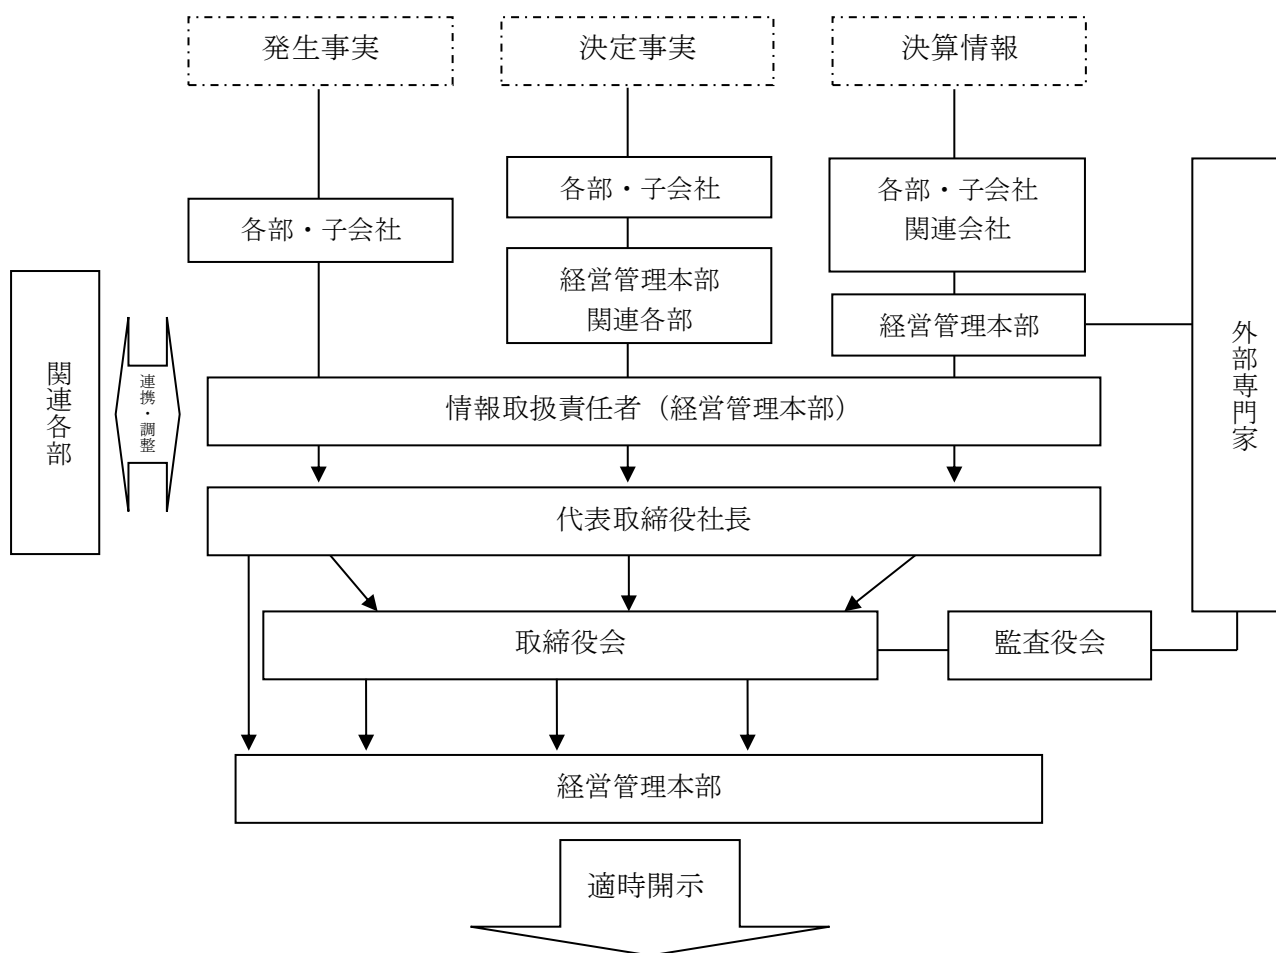 発生事実
決定事実
決算情報
各部・子会社
各部・子会社
各部・子会社
関連会社
経営管理本部
関連各部
経営管理本部
外部専門家
関連各部
連携・調整
情報取扱責任者（経営管理本部）
代表取締役社長
取締役会
監査役会
経営管理本部
適時開示